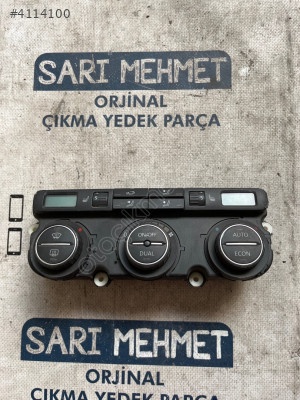 #4114100
SARI MEHMET
ORJİNAL
ÇIKMA YEDEK PARÇA
ON/OFF
DUAL
AUTO
ECON
SARI MEHMET
ORJİNAL
ÇIKMA YEDEK PARÇA